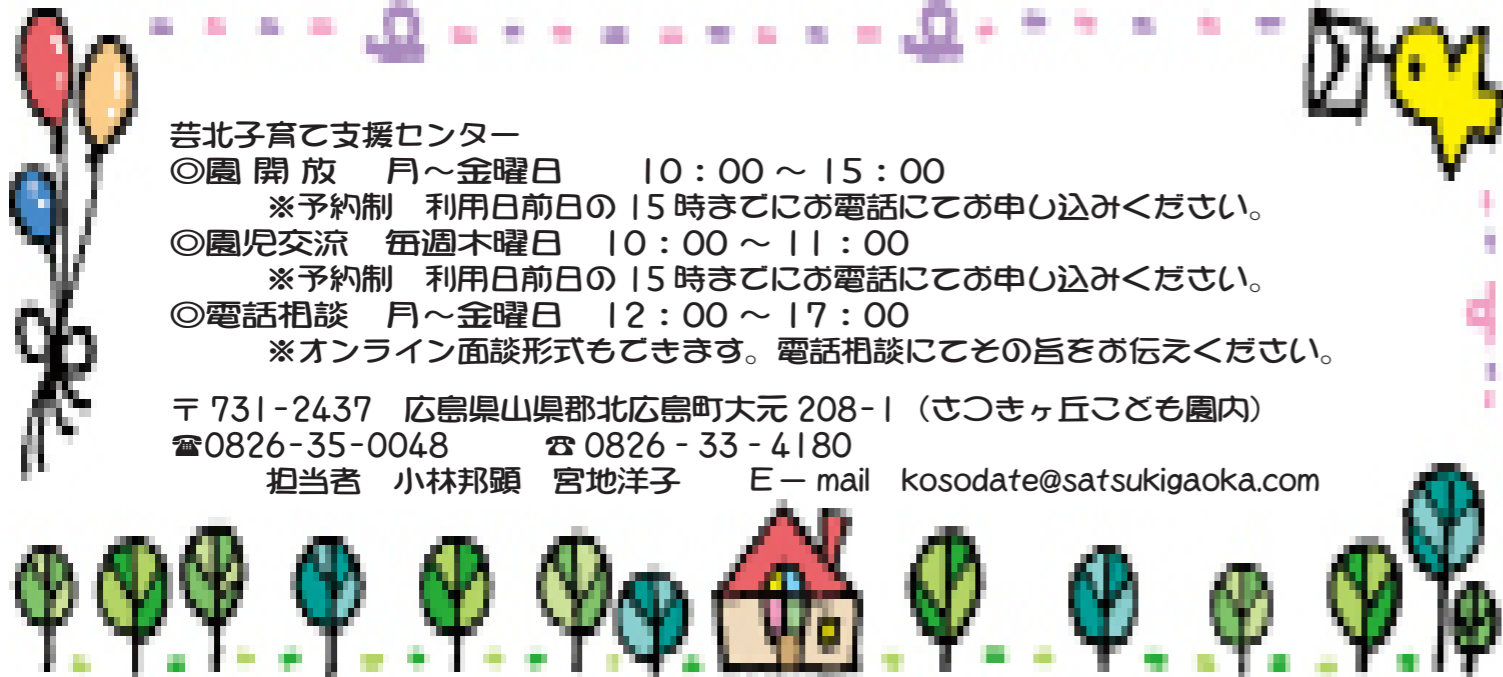 芸北子育て支援センター
◎園 開 放　月～金曜日　　10：00 ～ 15：00
※予約制　利用日前日の 15 時までにお電話にてお申し込みください。
◎園児交流　毎週木曜日　10：00 ～ 11：00
※予約制　利用日前日の 15 時までにお電話にてお申し込みください。
◎電話相談　月～金曜日　12：00 ～ 17：00
※オンライン面談形式もできます。電話相談にてその旨をお伝えください。
〒 731-2437　広島県山県郡北広島町大元 208-1（さつきヶ丘こども園内）
☎0826-35-0048　　　☎ 0826 - 33 - 4180
担当者　小林邦顕　宮地洋子　　E － mail　kosodate@satsukigaoka.com